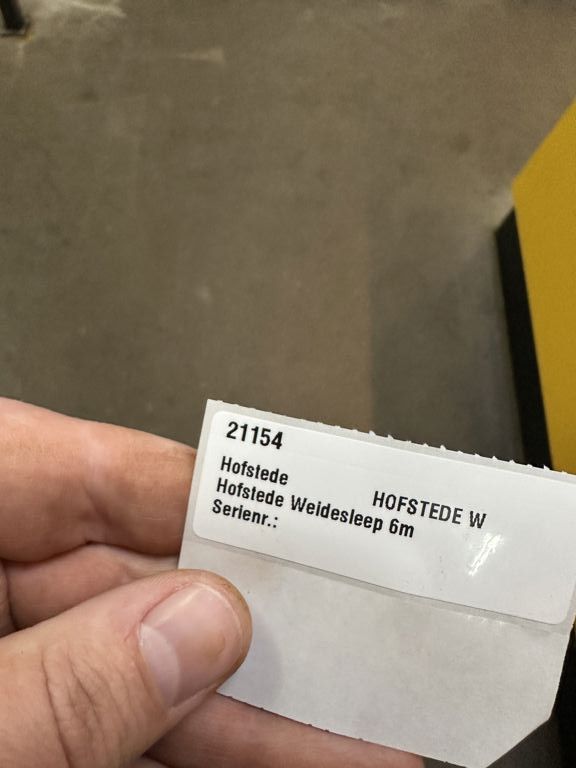 21154
Hofstede HOFSTEDE W
Hofstede Weidesleep 6m
Serienr.: